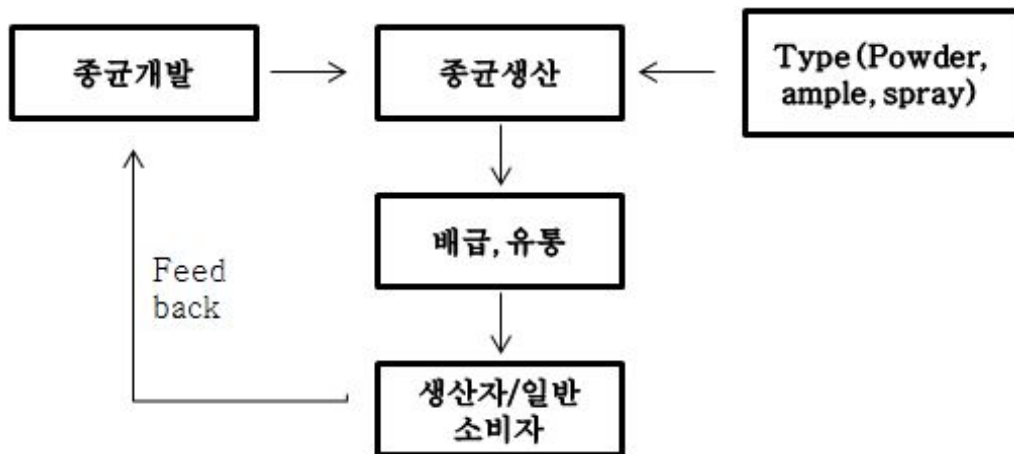 종균개발
종균생산
Type (Powder,
ample, spray)
배급, 유통
Feed
back
생산자/일반
소비자